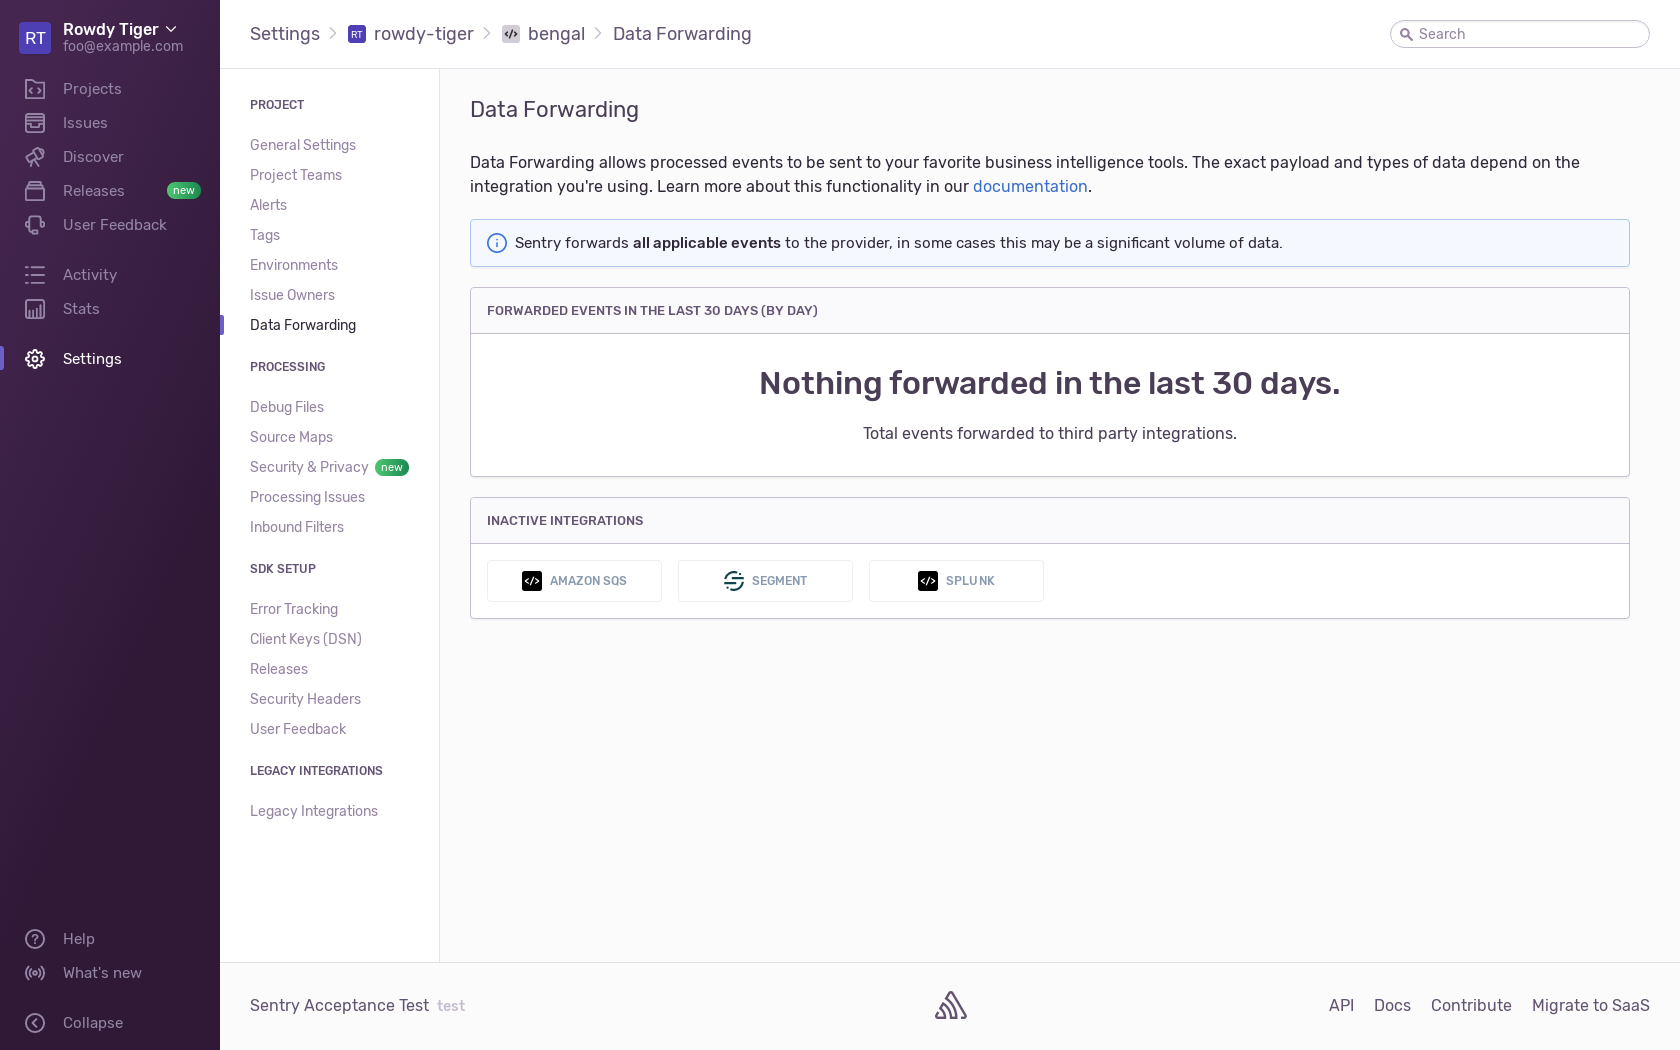 RT
Rowdy Tiger
foo@example.com
Projects
Issues
Discover
Releases
new
User Feedback
Activity
Stats
Settings
Help
What's new
Collapse
Settings
RT
rowdy-tiger
bengal
Data Forwarding
Search
PROJECT
General Settings
Project Teams
Alerts
Tags
Environments
Issue Owners
Data Forwarding
PROCESSING
Debug Files
Source Maps
Security & Privacy new
Processing Issues
Inbound Filters
SDK SETUP
Error Tracking
Client Keys (DSN)
Releases
Security Headers
User Feedback
LEGACY INTEGRATIONS
Legacy Integrations
Data Forwarding
Data Forwarding allows processed events to be sent to your favorite business intelligence tools. The exact payload and types of data depend on the
integration you're using. Learn more about this functionality in our documentation.
Sentry forwards all applicable events to the provider, in some cases this may be a significant volume of data.
FORWARDED EVENTS IN THE LAST 30 DAYS (BY DAY)
Nothing forwarded in the last 30 days.
Total events forwarded to third party integrations.
INACTIVE INTEGRATIONS
AMAZON SQS
SEGMENT
SPLUNK
Sentry Acceptance Test test
API
Docs
Contribute
Migrate to SaaS